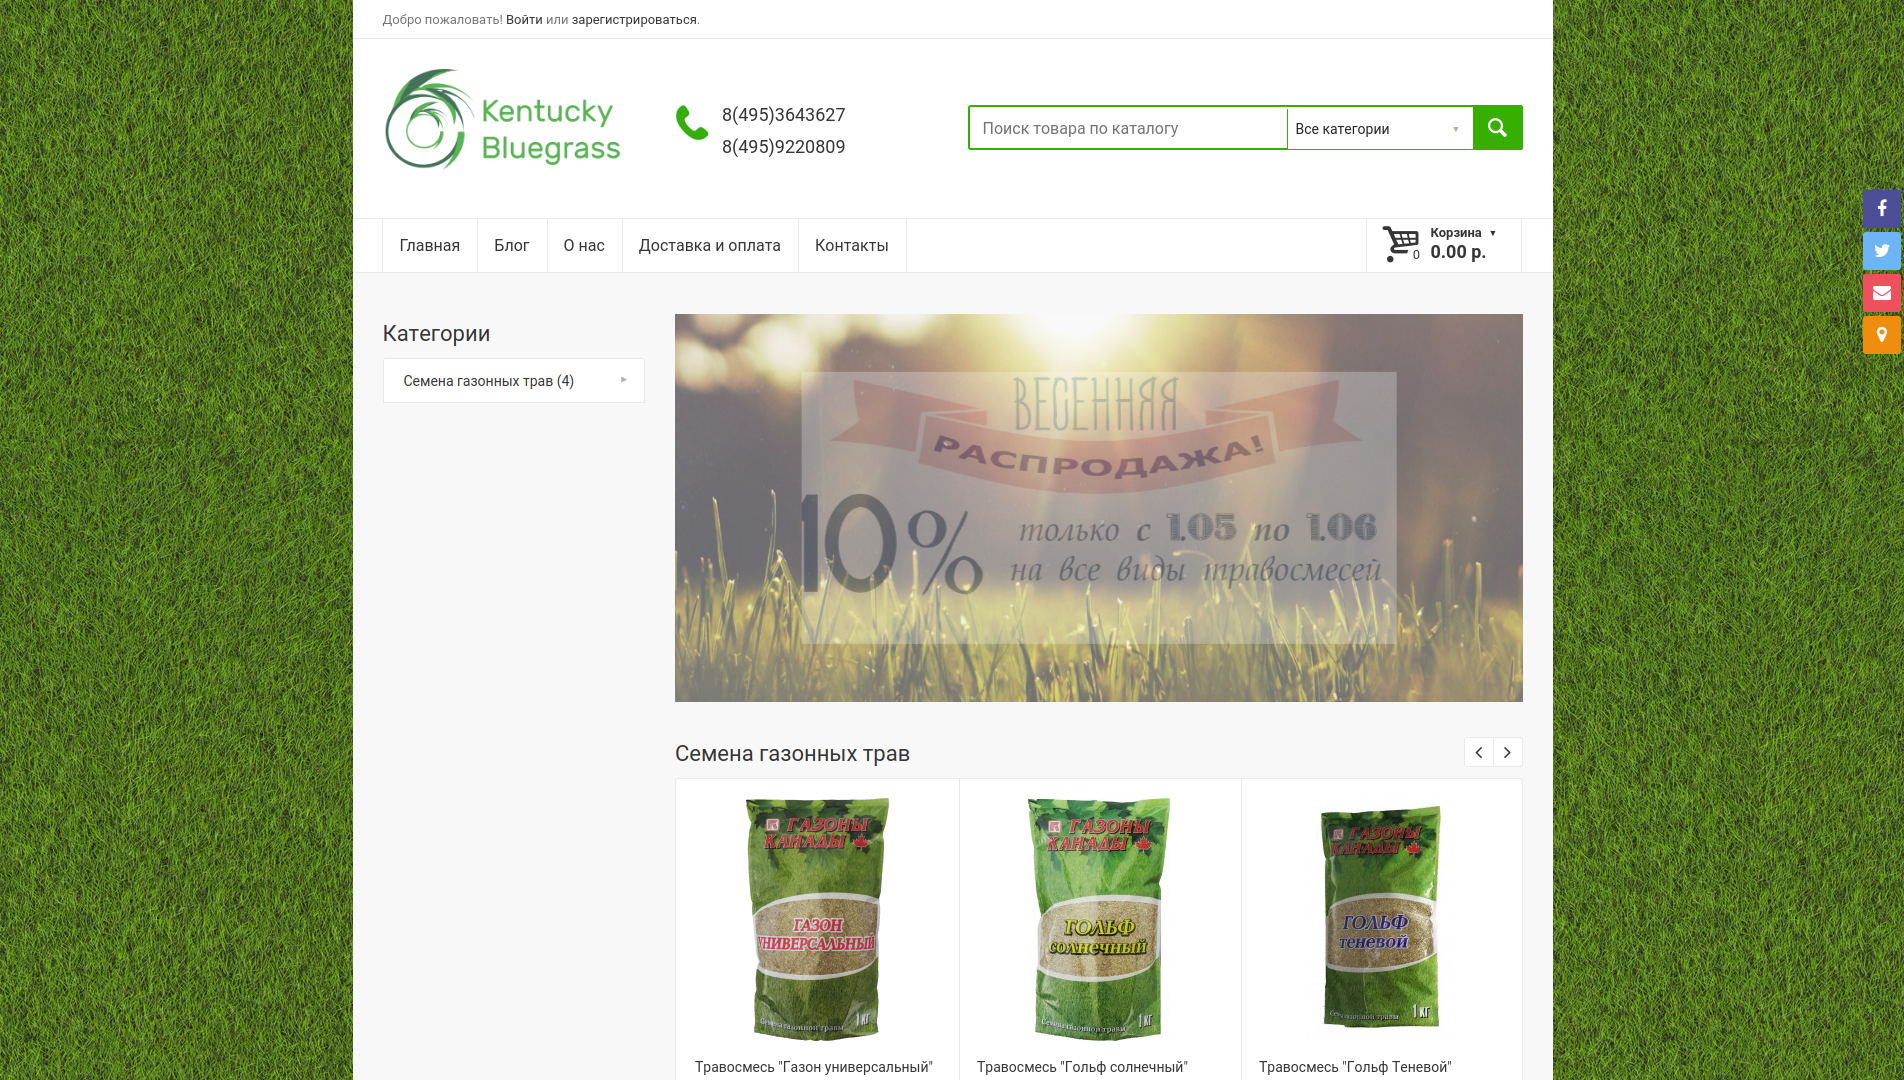 Добро пожаловать! Войти или зарегистрироваться.
Kentucky
Bluegrass
8(495)3643627
8(495)9220809
Поиск товара по каталогу
Все категории
Главная
Блог
О нас
Доставка и оплата
Контакты
0
Корзина
0.00 р.
Категории
Семена газонных трав (4)
ВЕСЕННЯЯ
РАСПРОДАЖА!
10%
только с 1.05 по 1.06
на все виды травосмесей
Семена газонных трав
ГАЗОНЫ
КАНАДЫ
ГАЗОН
УНИВЕРСАЛЬНЫЙ
Семена газонной травы
1 кг
ГАЗОНЫ
КАНАДЫ
ГОЛЬФ
солнечный
Семена газонной травы
1 кг
ГАЗОНЫ
КАНАДЫ
ГОЛЬФ
теневой
Семена газонной травы
1 кг
Травосмесь "Газон универсальный"
Травосмесь "Гольф солнечный"
Травосмесь "Гольф Теневой"